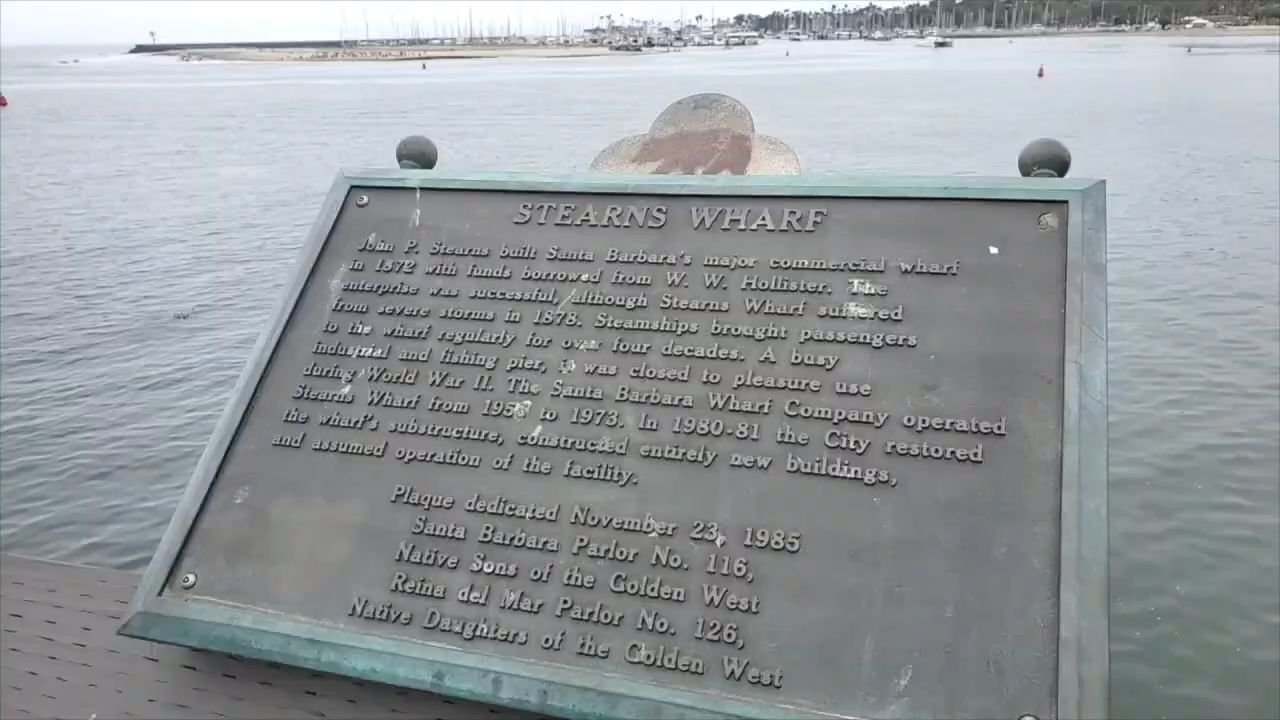 STEARNS WHARF
John P. Stearns built Santa Barbara's major commercial wharf
in 1872 with funds borrowed from W. W. Hollister. The
enterprise was successful, although Stearns Wharf suffered
from severe storms in 1878. Steamships brought passengers
to the wharf regularly for over four decades. A busy
industrial and fishing pier, it was closed to pleasure use
during World War II. The Santa Barbara Wharf Company operated
Stearns Wharf from to 1973. In 1980-81 the City restored
the wharf's substructure, constructed entirely new buildings,
and assumed operation of the facility.
Plaque dedicated November 23, 1985
Santa Barbara Parlor No. 116,
Native Sons of the Golden West
Reina del Mar Parlor No. 126,
Native Daughters of the Golden West